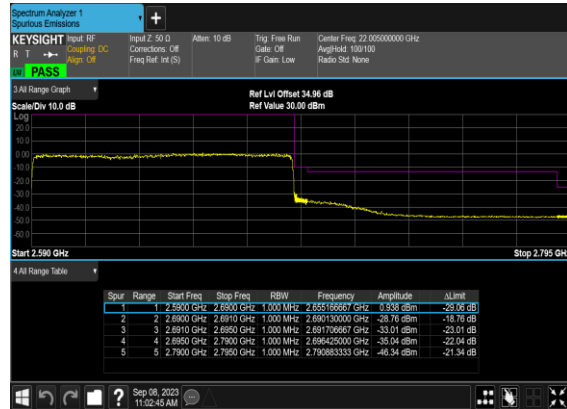 Spectrum Analyzer 1
Spurious Emissions
KEYSIGHT Input: RF Input Z: 50 Ω Atten: 10 dB Trig: Free Run Center Freq: 22.005000000 GHz
R T Coupling: DC Corrections: Off Gate: Off Avg|Hold: 100/100
Align: Off Freq Ref: Int (S) IF Gain: Low Radio Std: None
PASS
3 All Range Graph
Ref Lvl Offset 34.96 dB
Scale/Div 10.0 dB Ref Value 30.00 dBm
Log
20.0
10.0
0.00
-10.0
-20.0
-30.0
-40.0
-50.0
-60.0
Start 2.590 GHz Stop 2.795 GHz
4 All Range Table
Spur Range Start Freq Stop Freq RBW Frequency Amplitude ΔLimit
1 1 2.5900 GHz 2.6900 GHz 1.000 MHz 2.655166667 GHz 0.938 dBm -29.06 dB
2 2 2.6900 GHz 2.6910 GHz 1.000 MHz 2.690130000 GHz -28.76 dBm -18.76 dB
3 3 2.6910 GHz 2.6950 GHz 1.000 MHz 2.691706667 GHz -33.01 dBm -23.01 dB
4 4 2.6950 GHz 2.7900 GHz 1.000 MHz 2.696425000 GHz -35.04 dBm -22.04 dB
5 5 2.7900 GHz 2.7950 GHz 1.000 MHz 2.790883333 GHz -46.34 dBm -21.34 dB
Sep 08, 2023
11:02:45 AM